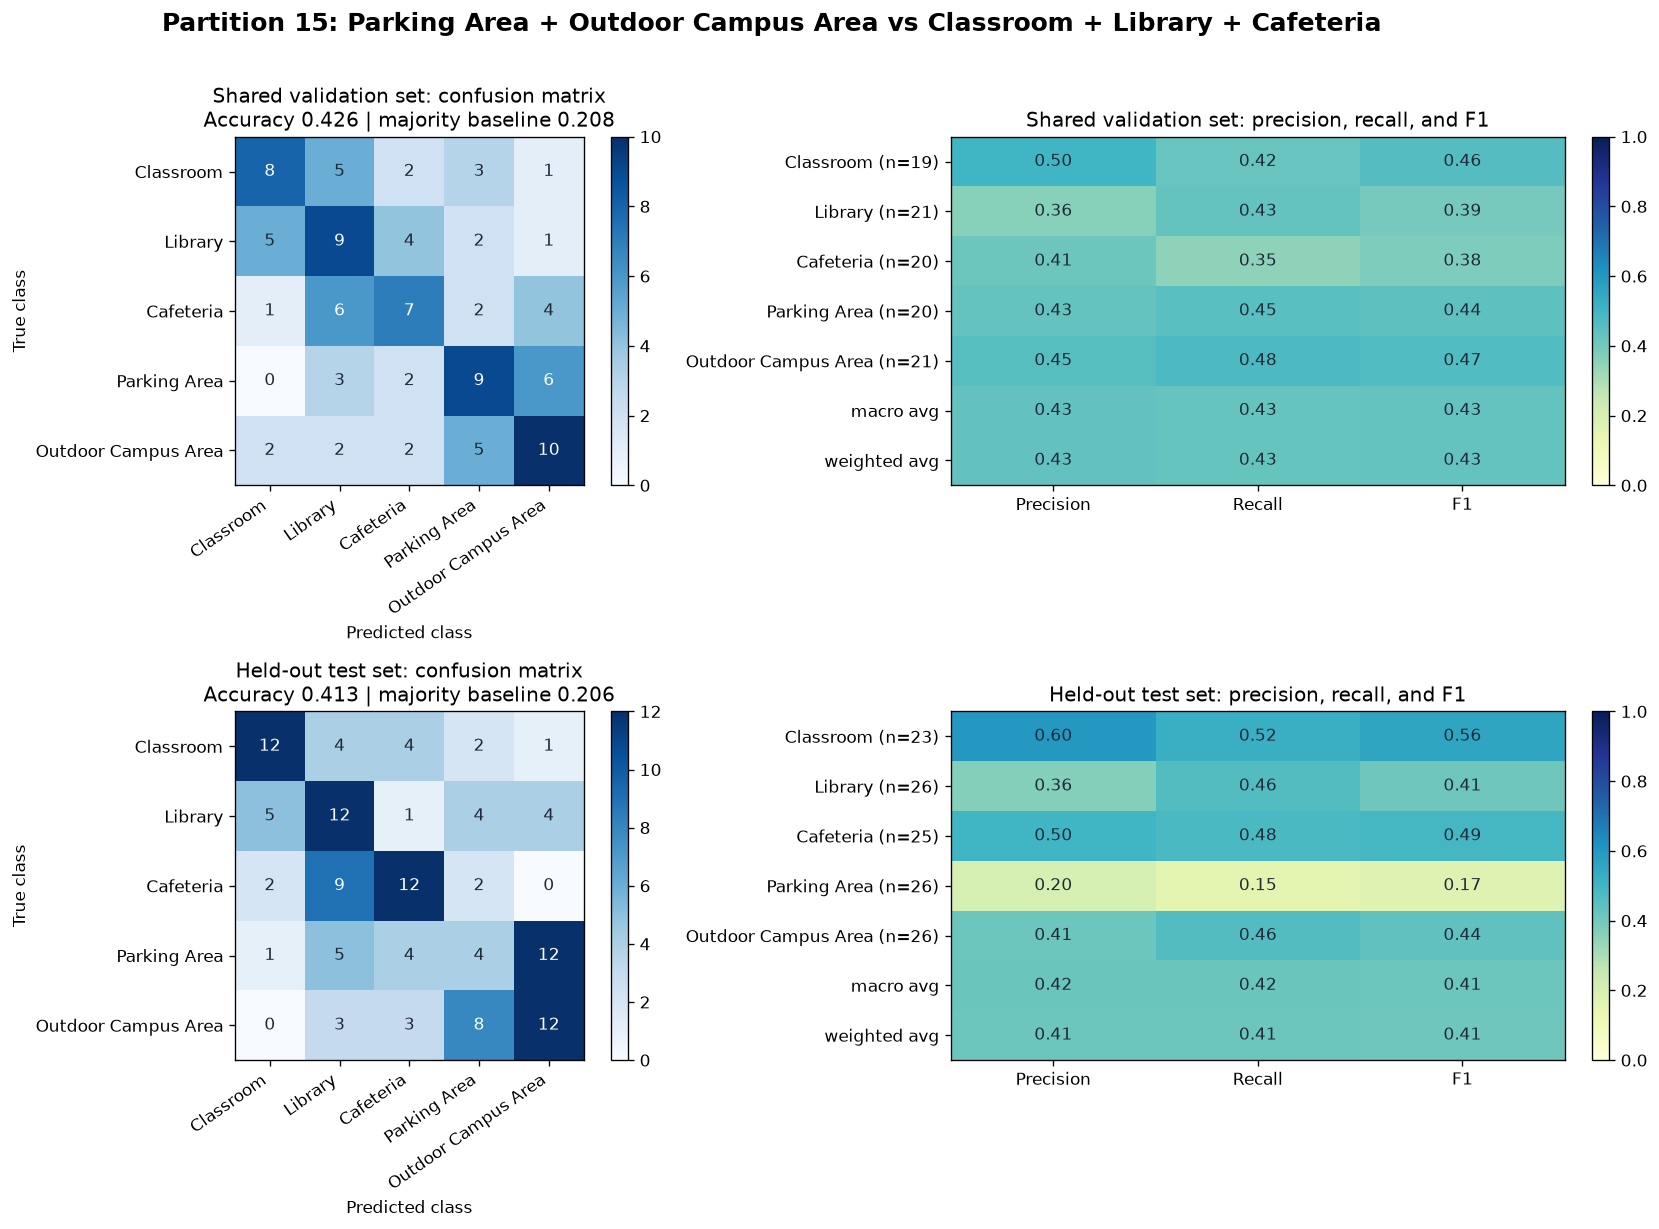 Partition 15: Parking Area + Outdoor Campus Area vs Classroom + Library + Cafeteria
Shared validation set: confusion matrix
Accuracy 0.426 | majority baseline 0.208
True class
Classroom 8 5 2 3 1
Library 5 9 4 2 1
Cafeteria 1 6 7 2 4
Parking Area 0 3 2 9 6
Outdoor Campus Area 2 2 2 5 10
Classroom Library Cafeteria Parking Area Outdoor Campus Area
Predicted class
10
8
6
4
2
0
Shared validation set: precision, recall, and F1
Classroom (n=19) 0.50 0.42 0.46
Library (n=21) 0.36 0.43 0.39
Cafeteria (n=20) 0.41 0.35 0.38
Parking Area (n=20) 0.43 0.45 0.44
Outdoor Campus Area (n=21) 0.45 0.48 0.47
macro avg 0.43 0.43 0.43
weighted avg 0.43 0.43 0.43
Precision Recall F1
1.0
0.8
0.6
0.4
0.2
0.0
Held-out test set: confusion matrix
Accuracy 0.413 | majority baseline 0.206
True class
Classroom 12 4 4 2 1
Library 5 12 1 4 4
Cafeteria 2 9 12 2 0
Parking Area 1 5 4 4 12
Outdoor Campus Area 0 3 3 8 12
Classroom Library Cafeteria Parking Area Outdoor Campus Area
Predicted class
12
10
8
6
4
2
0
Held-out test set: precision, recall, and F1
Classroom (n=23) 0.60 0.52 0.56
Library (n=26) 0.36 0.46 0.41
Cafeteria (n=25) 0.50 0.48 0.49
Parking Area (n=26) 0.20 0.15 0.17
Outdoor Campus Area (n=26) 0.41 0.46 0.44
macro avg 0.42 0.42 0.41
weighted avg 0.41 0.41 0.41
Precision Recall F1
1.0
0.8
0.6
0.4
0.2
0.0